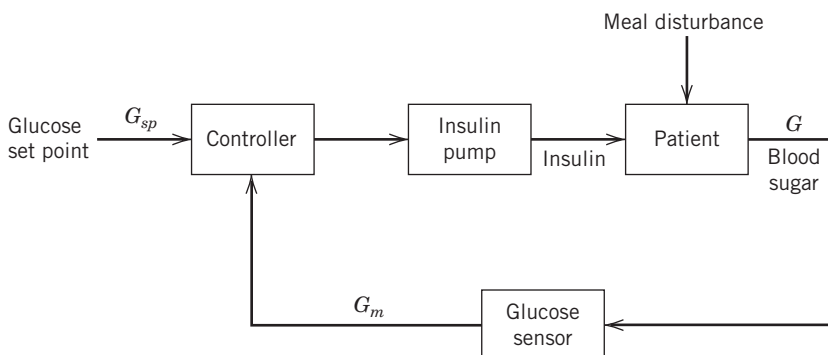 Meal disturbance
Glucose
set point
G_sp
Controller
Insulin
pump
Insulin
Patient
G
Blood
sugar
G_m
Glucose
sensor